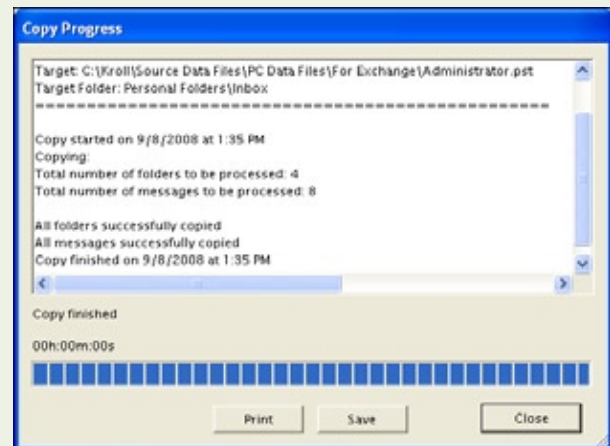 Copy Progress
Target: C:\Kroll\Source Data Files\PC Data Files\For Exchange\Administrator.pst
Target Folder: Personal Folders\Inbox
=======================================================
Copy started on 9/8/2008 at 1:35 PM
Copying:
Total number of folders to be processed: 4
Total number of messages to be processed: 8
All folders successfully copied
All messages successfully copied
Copy finished on 9/8/2008 at 1:35 PM
Copy finished
00h:00m:00s
Print Save Close